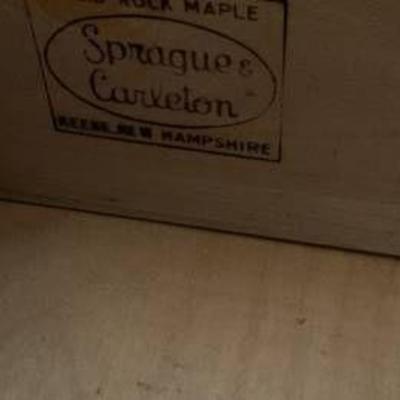 ROCK MAPLE
Sprague &
Carleton
KEENE, NEW HAMPSHIRE